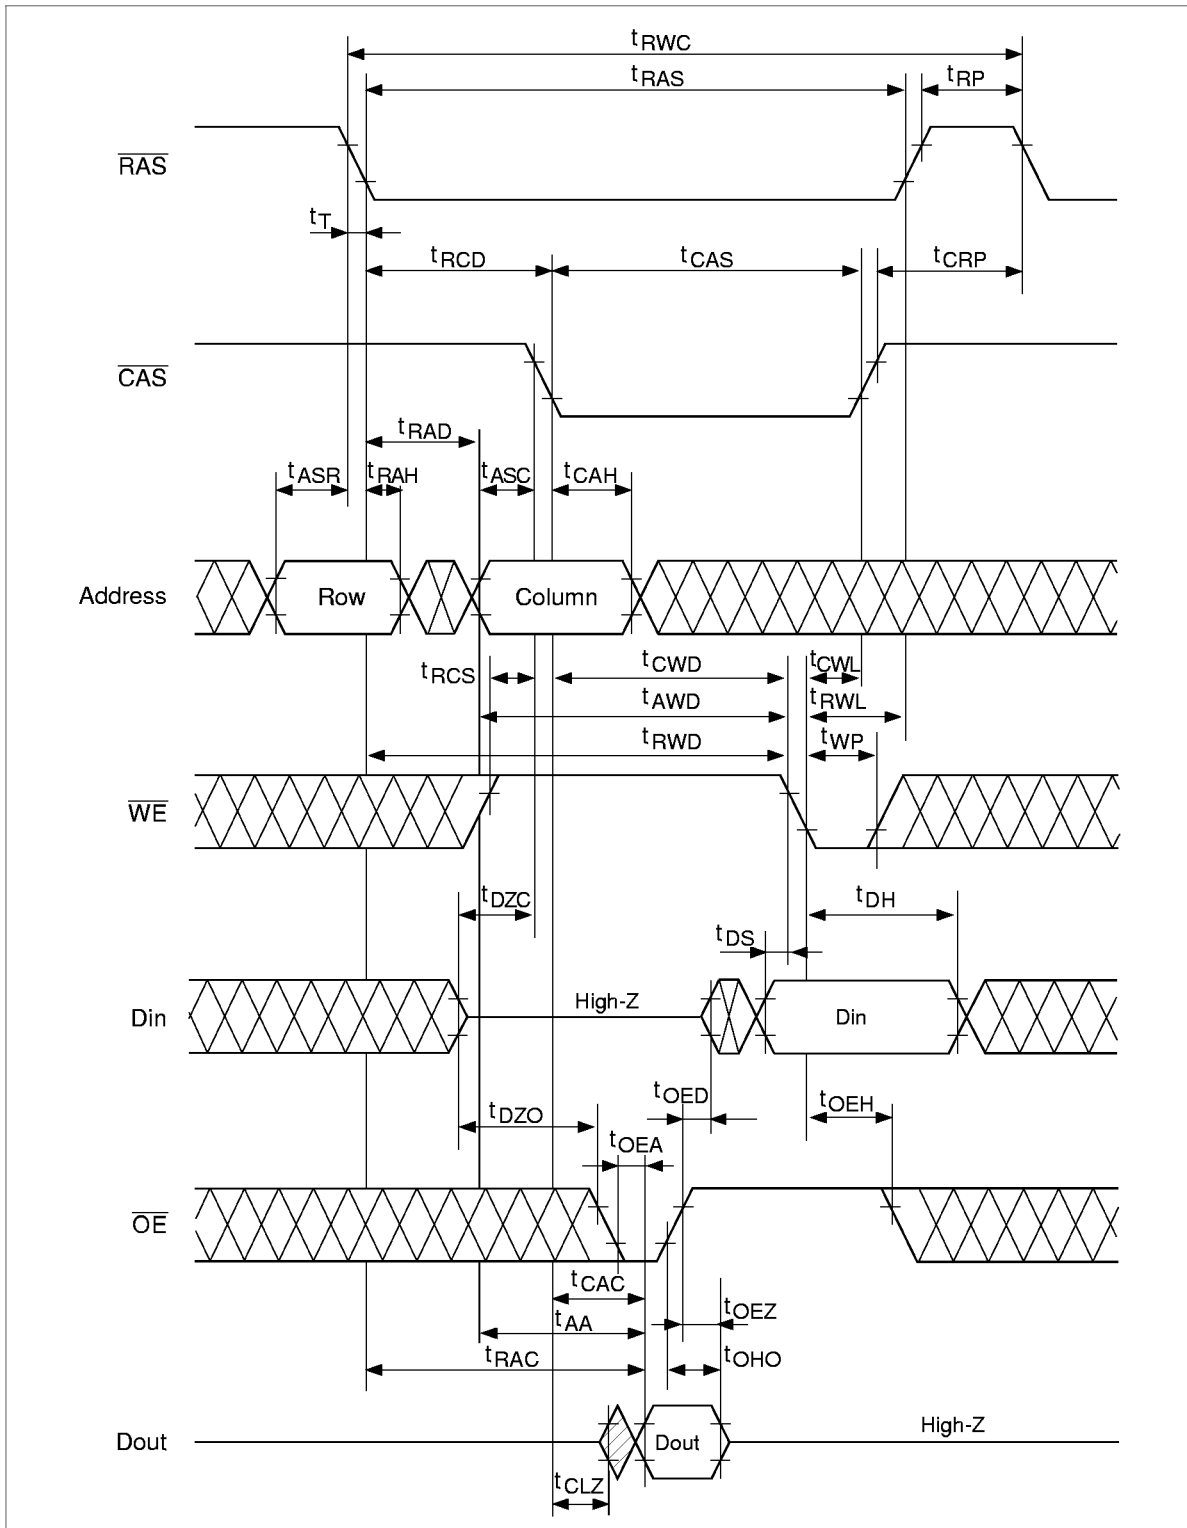 tRWC
tRAS
tRP
RAS
tT
tRCD
tCAS
tCRP
CAS
tRAD
tASR
tRAH
tASC
tCAH
Address
Row
Column
tRCS
tCWD
tCWL
tAWD
tRWL
tRWD
tWP
WE
tDZC
tDH
tDS
Din
High-Z
Din
tOED
tDZO
tOEH
tOEA
OE
tCAC
tOEZ
tAA
tRAC
tOHO
Dout
Dout
High-Z
tCLZ